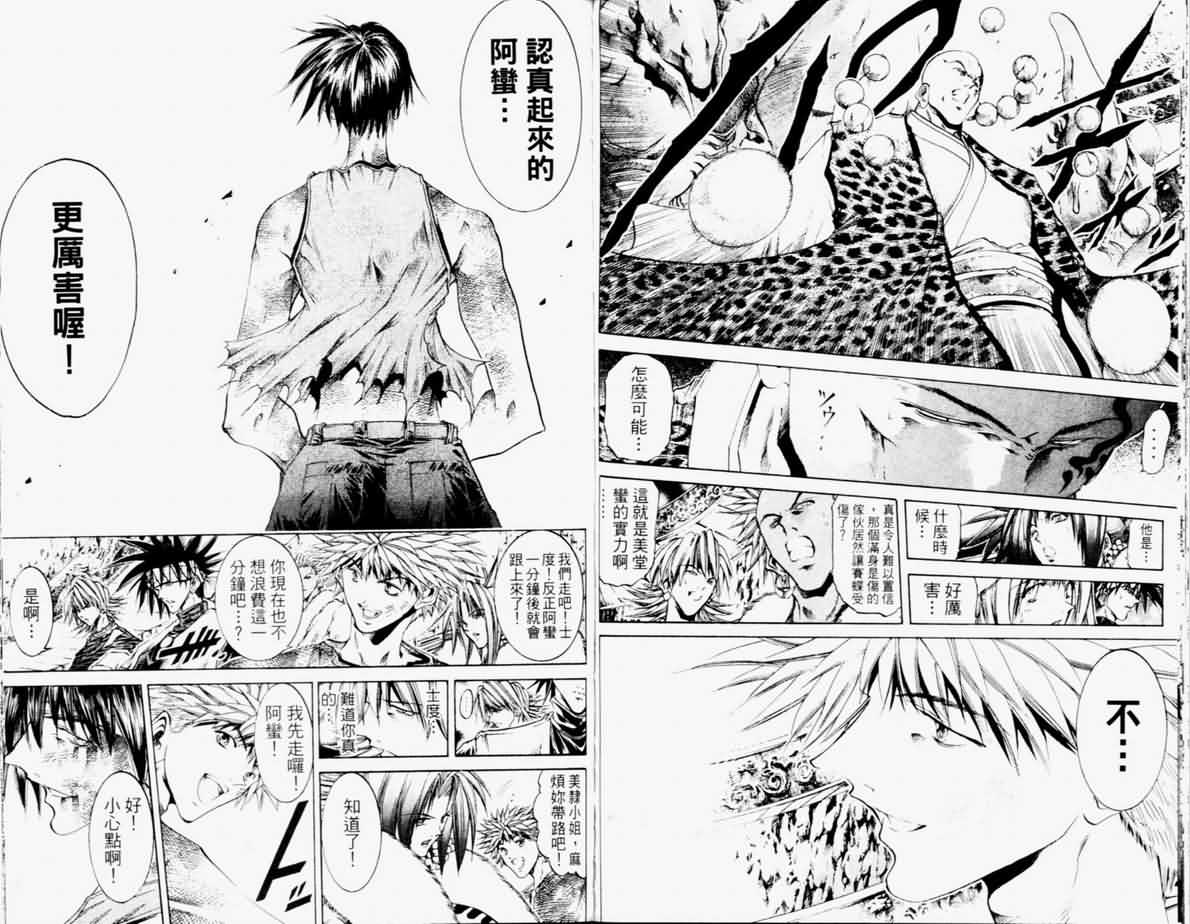 怎麼可能…
ツゥ
…
他是…
什麼時
候…
好厲
害…
真是令人難以置信
，那個滿身是傷的
傢伙居然讓賽蝶受
傷了？
這就是美堂
蠻的實力啊
……
不…
認真起來的
阿蠻…
更厲害喔！
我們走吧！士
度！反正阿蠻
一分鐘後就會
跟上來了！
你現在也不
想浪費這一
分鐘吧…？
是啊…
士度…
難道你真
的…
美隸小姐，麻
煩妳帶路吧！
知道了！
我先走囉！
阿蠻！
好！
小心點啊！